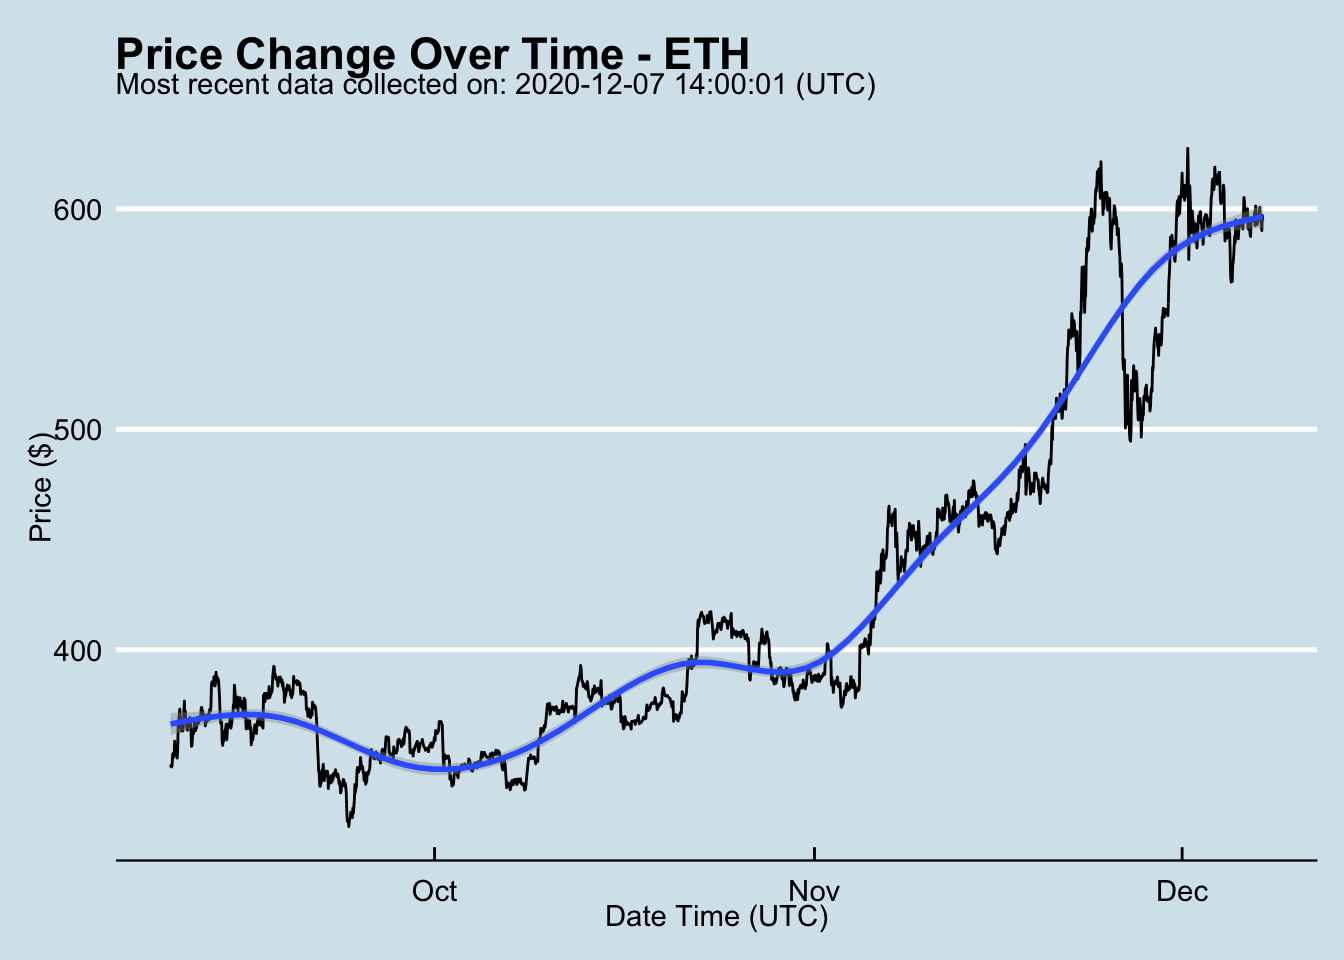 Price Change Over Time - ETH
Most recent data collected on: 2020-12-07 14:00:01 (UTC)
600
500
400
Price ($)
Oct
Nov
Dec
Date Time (UTC)